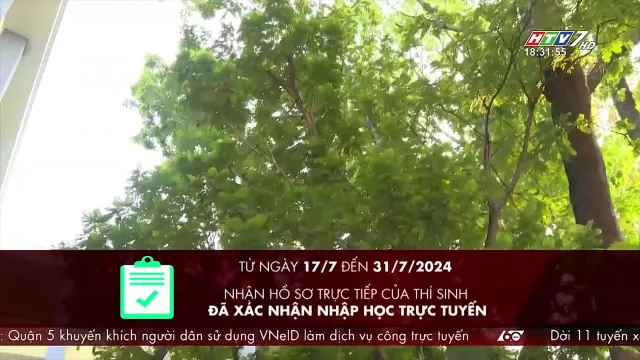 HTV7 HD
18:31:55
TỪ NGÀY 17/7 ĐẾN 31/7/2024
NHẬN HỒ SƠ TRỰC TIẾP CỦA THÍ SINH
ĐÃ XÁC NHẬN NHẬP HỌC TRỰC TUYẾN
: Quận 5 khuyến khích người dân sử dụng VNeID làm dịch vụ công trực tuyến
Dời 11 tuyến x